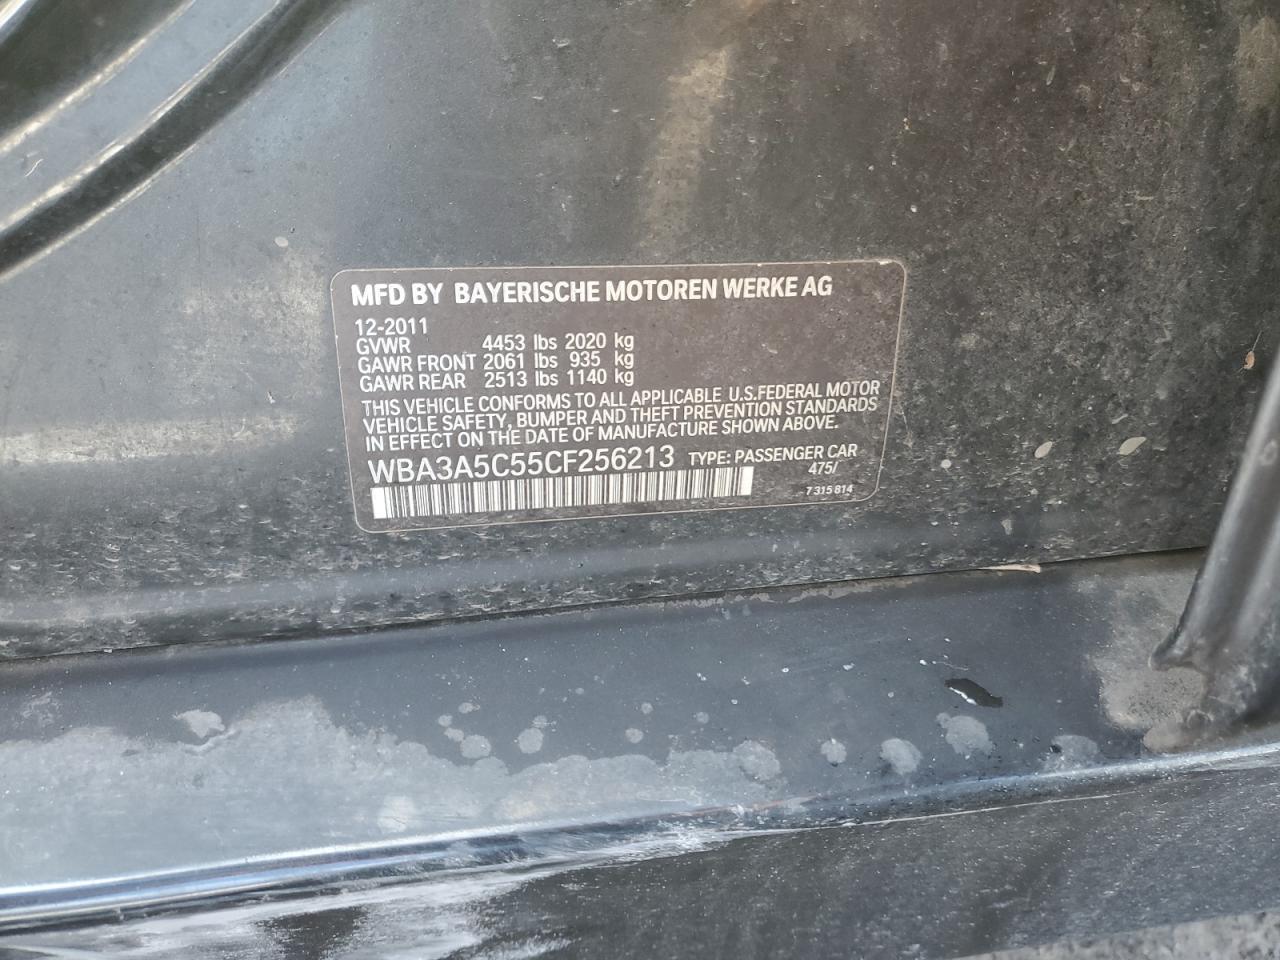 MFD BY BAYERISCHE MOTOREN WERKE AG
12-2011
GVWR 4453 lbs 2020 kg
GAWR FRONT 2061 lbs 935 kg
GAWR REAR 2513 lbs 1140 kg
THIS VEHICLE CONFORMS TO ALL APPLICABLE U.S.FEDERAL MOTOR
VEHICLE SAFETY, BUMPER AND THEFT PREVENTION STANDARDS
IN EFFECT ON THE DATE OF MANUFACTURE SHOWN ABOVE.
WBA3A5C55CF256213 TYPE: PASSENGER CAR
475/
7 315 814